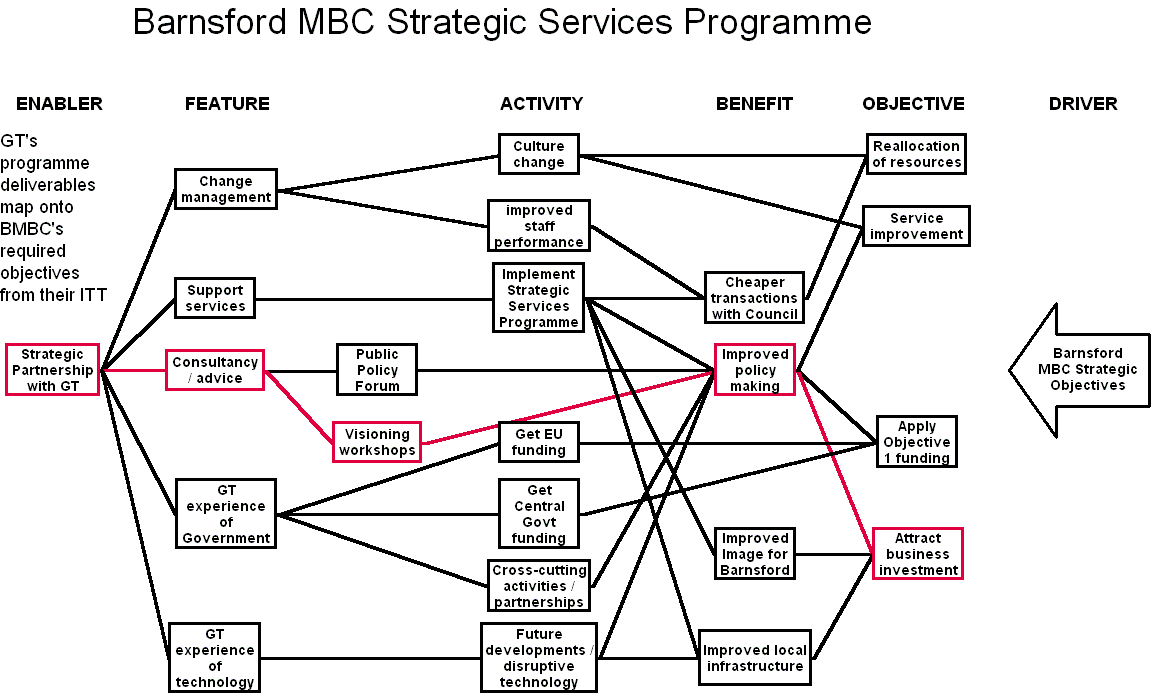 Barnsford MBC Strategic Services Programme
ENABLER
FEATURE
ACTIVITY
BENEFIT
OBJECTIVE
DRIVER
GT's
programme
deliverables
map onto
BMBC's
required
objectives
from their ITT
Strategic
Partnership
with GT
Change
management
Support
services
Consultancy
/ advice
Public
Policy
Forum
Visioning
workshops
GT
experience
of
Government
GT
experience
of
technology
Culture
change
improved
staff
performance
Implement
Strategic
Services
Programme
Get EU
funding
Get
Central
Govt
funding
Cross-cutting
activities /
partnerships
Future
developments /
disruptive
technology
Cheaper
transactions
with Council
Improved
policy
making
Improved
Image for
Barnsford
Improved local
infrastructure
Reallocation
of resources
Service
improvement
Apply
Objective
1 funding
Attract
business
investment
Barnsford
MBC Strategic
Objectives